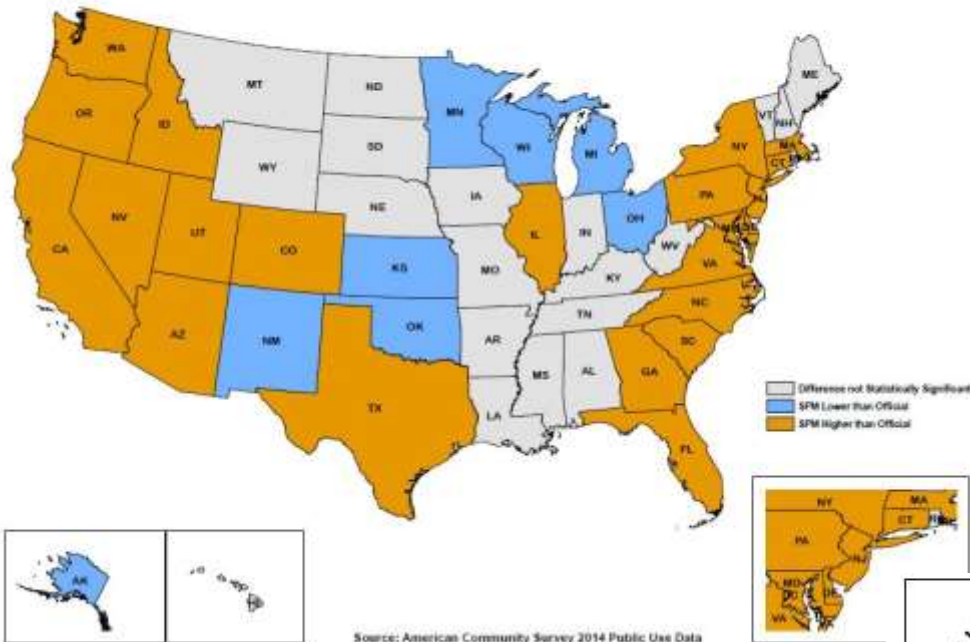 WA
MT
ND
MN
ME
OR
ID
SD
WI
MI
VT
NH
NY
MA
CT
WY
IA
NE
PA
NJ
NV
UT
CO
IL
IN
OH
CA
KS
MO
WV
VA
KY
NC
TN
AZ
NM
OK
AR
SC
MS
AL
GA
TX
LA
FL
Difference not Statistically Significant
SPM Lower than Official
SPM Higher than Official
NY
MA
CT
PA
NJ
MD
DE
VA
AK
Source: American Community Survey 2014 Public Use Data